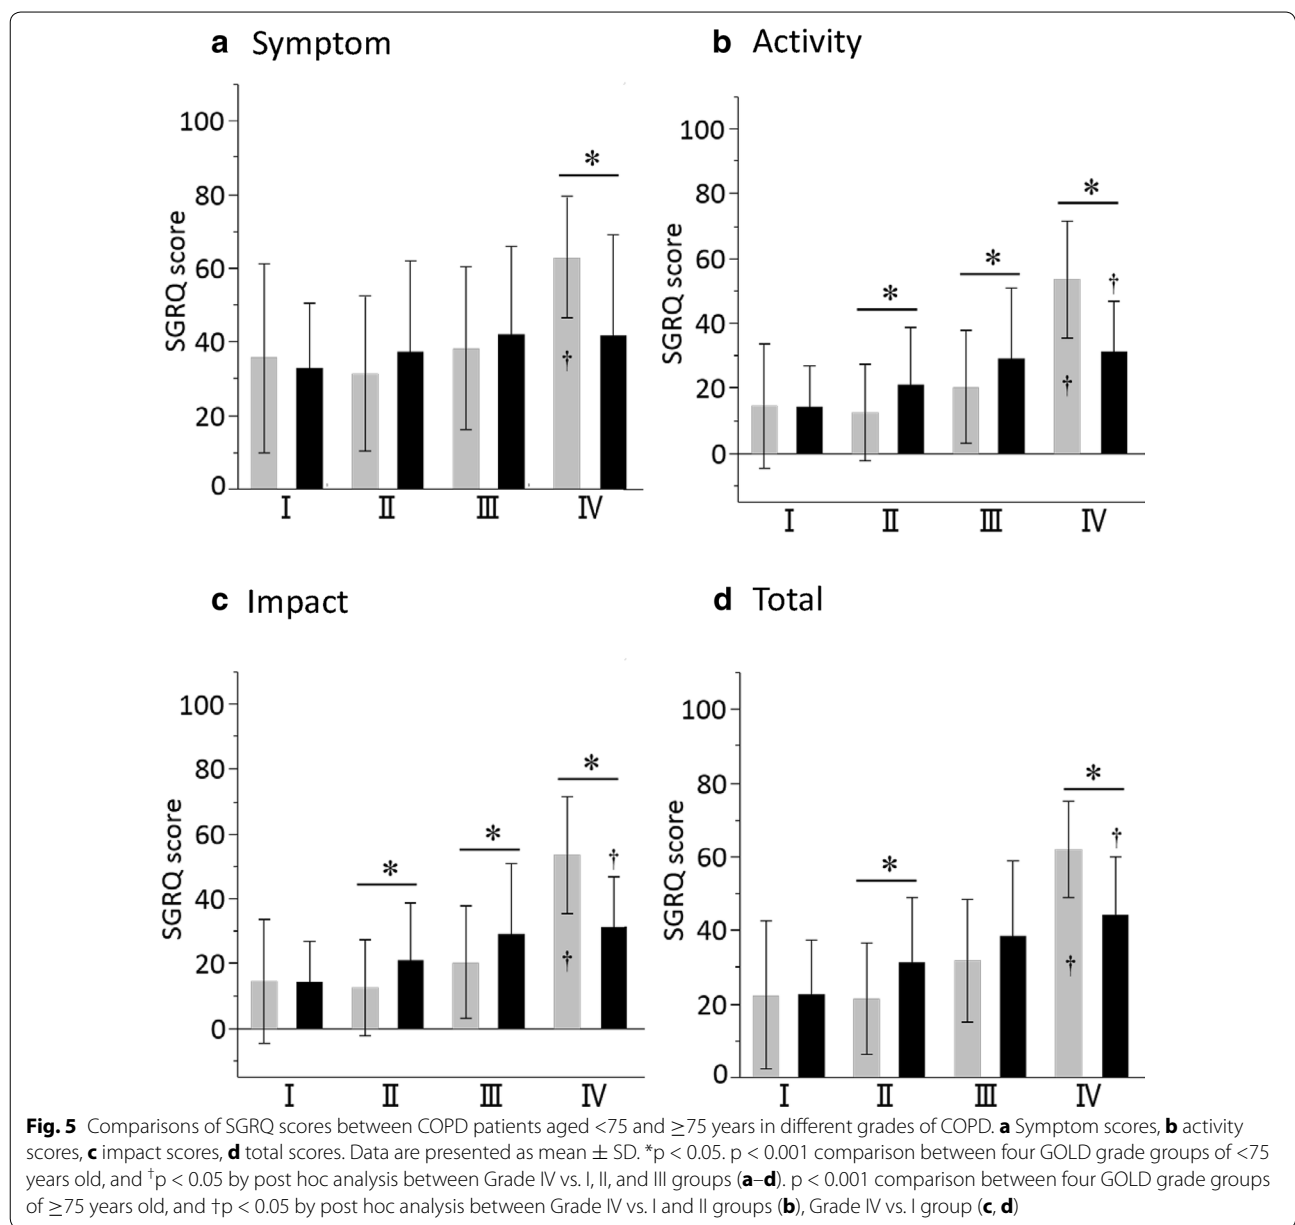 a Symptom
100
80
60
40
20
0
SGRQ score
*
†
I II III IV
b Activity
100
80
60
40
20
0
SGRQ score
* * *
†
†
I II III IV
c Impact
100
80
60
40
20
0
SGRQ score
* * *
†
†
I II III IV
d Total
100
80
60
40
20
0
SGRQ score
* *
†
†
I II III IV
Fig. 5 Comparisons of SGRQ scores between COPD patients aged <75 and ≥75 years in different grades of COPD. a Symptom scores, b activity
scores, c impact scores, d total scores. Data are presented as mean ± SD. *p < 0.05. p < 0.001 comparison between four GOLD grade groups of <75
years old, and †p < 0.05 by post hoc analysis between Grade IV vs. I, II, and III groups (a–d). p < 0.001 comparison between four GOLD grade groups
of ≥75 years old, and †p < 0.05 by post hoc analysis between Grade IV vs. I and II groups (b), Grade IV vs. I group (c, d)